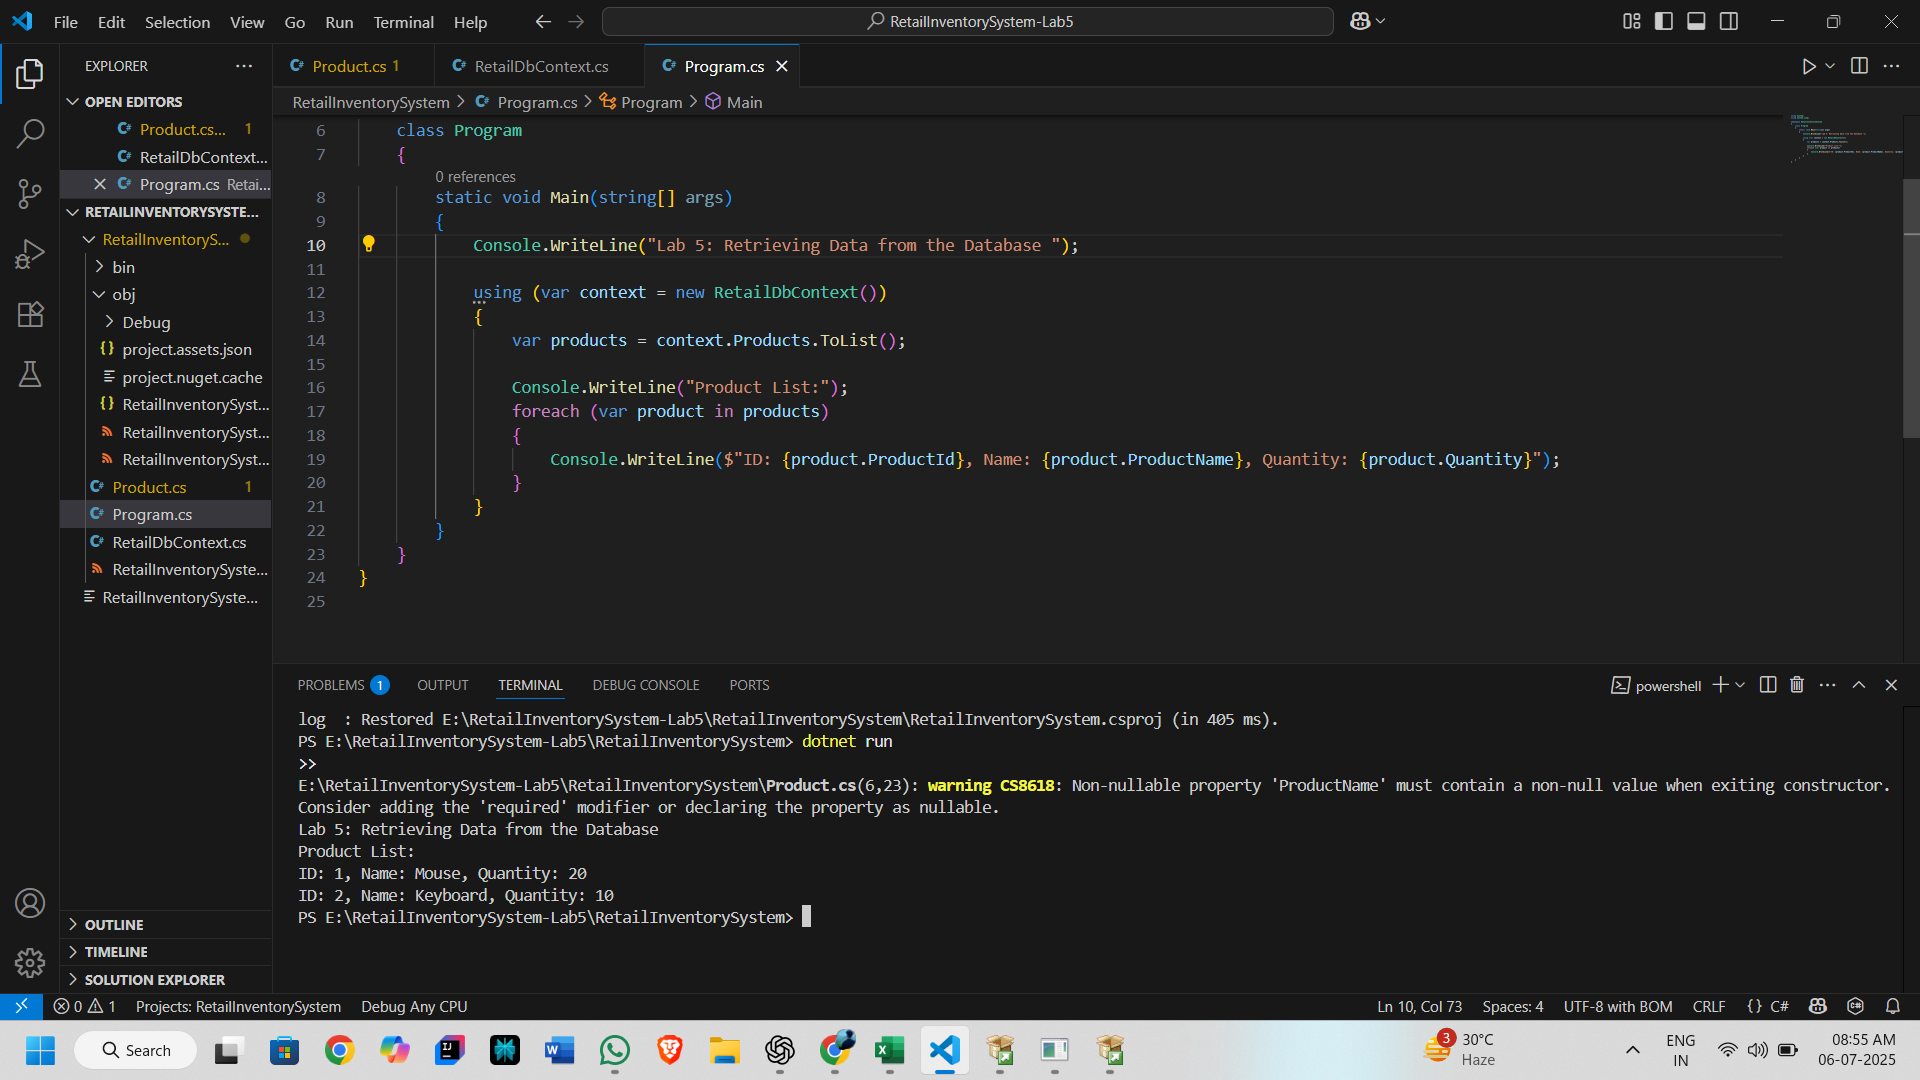 File Edit Selection View Go Run Terminal Help
RetailInventorySystem-Lab5
EXPLORER
OPEN EDITORS
Product.cs... 1
RetailDbContext...
Program.cs Retai...
RETAILINVENTORYSYSTE...
RetailInventoryS...
bin
obj
Debug
project.assets.json
project.nuget.cache
RetailInventorySyst...
RetailInventorySyst...
RetailInventorySyst...
Product.cs 1
Program.cs
RetailDbContext.cs
RetailInventorySyste...
RetailInventorySyste...
OUTLINE
TIMELINE
SOLUTION EXPLORER
Product.cs 1 RetailDbContext.cs Program.cs
RetailInventorySystem > Program.cs > Program > Main
6 class Program
7 {
0 references
8 static void Main(string[] args)
9 {
10 Console.WriteLine("Lab 5: Retrieving Data from the Database ");
11
12 using (var context = new RetailDbContext())
13 {
14 var products = context.Products.ToList();
15
16 Console.WriteLine("Product List:");
17 foreach (var product in products)
18 {
19 Console.WriteLine($"ID: {product.ProductId}, Name: {product.ProductName}, Quantity: {product.Quantity}");
20 }
21 }
22 }
23 }
24 }
25
PROBLEMS 1 OUTPUT TERMINAL DEBUG CONSOLE PORTS
powershell
log  : Restored E:\RetailInventorySystem-Lab5\RetailInventorySystem\RetailInventorySystem.csproj (in 405 ms).
PS E:\RetailInventorySystem-Lab5\RetailInventorySystem> dotnet run
>>
E:\RetailInventorySystem-Lab5\RetailInventorySystem\Product.cs(6,23): warning CS8618: Non-nullable property 'ProductName' must contain a non-null value when exiting constructor.
Consider adding the 'required' modifier or declaring the property as nullable.
Lab 5: Retrieving Data from the Database
Product List:
ID: 1, Name: Mouse, Quantity: 20
ID: 2, Name: Keyboard, Quantity: 10
PS E:\RetailInventorySystem-Lab5\RetailInventorySystem>
0 1 Projects: RetailInventorySystem Debug Any CPU
Ln 10, Col 73 Spaces: 4 UTF-8 with BOM CRLF {} C#
Search
3 30°C
Haze
ENG
IN
08:55 AM
06-07-2025